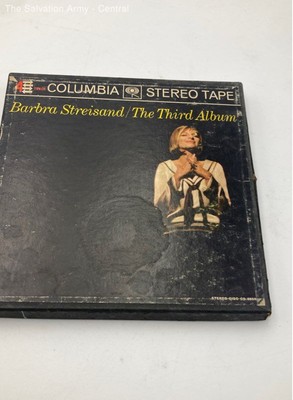 The Salvation Army - Central
COLUMBIA STEREO TAPE
Barbra Streisand / The Third Album